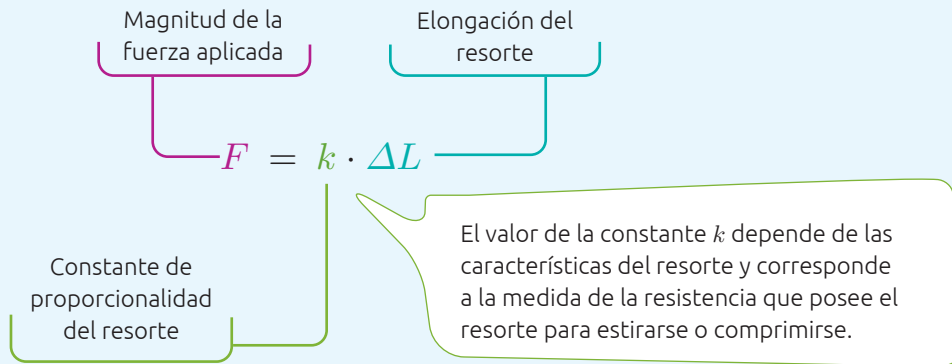 Magnitud de la
fuerza aplicada
Elongación del
resorte
F = k · ΔL
Constante de
proporcionalidad
del resorte
El valor de la constante k depende de las
características del resorte y corresponde
a la medida de la resistencia que posee el
resorte para estirarse o comprimirse.